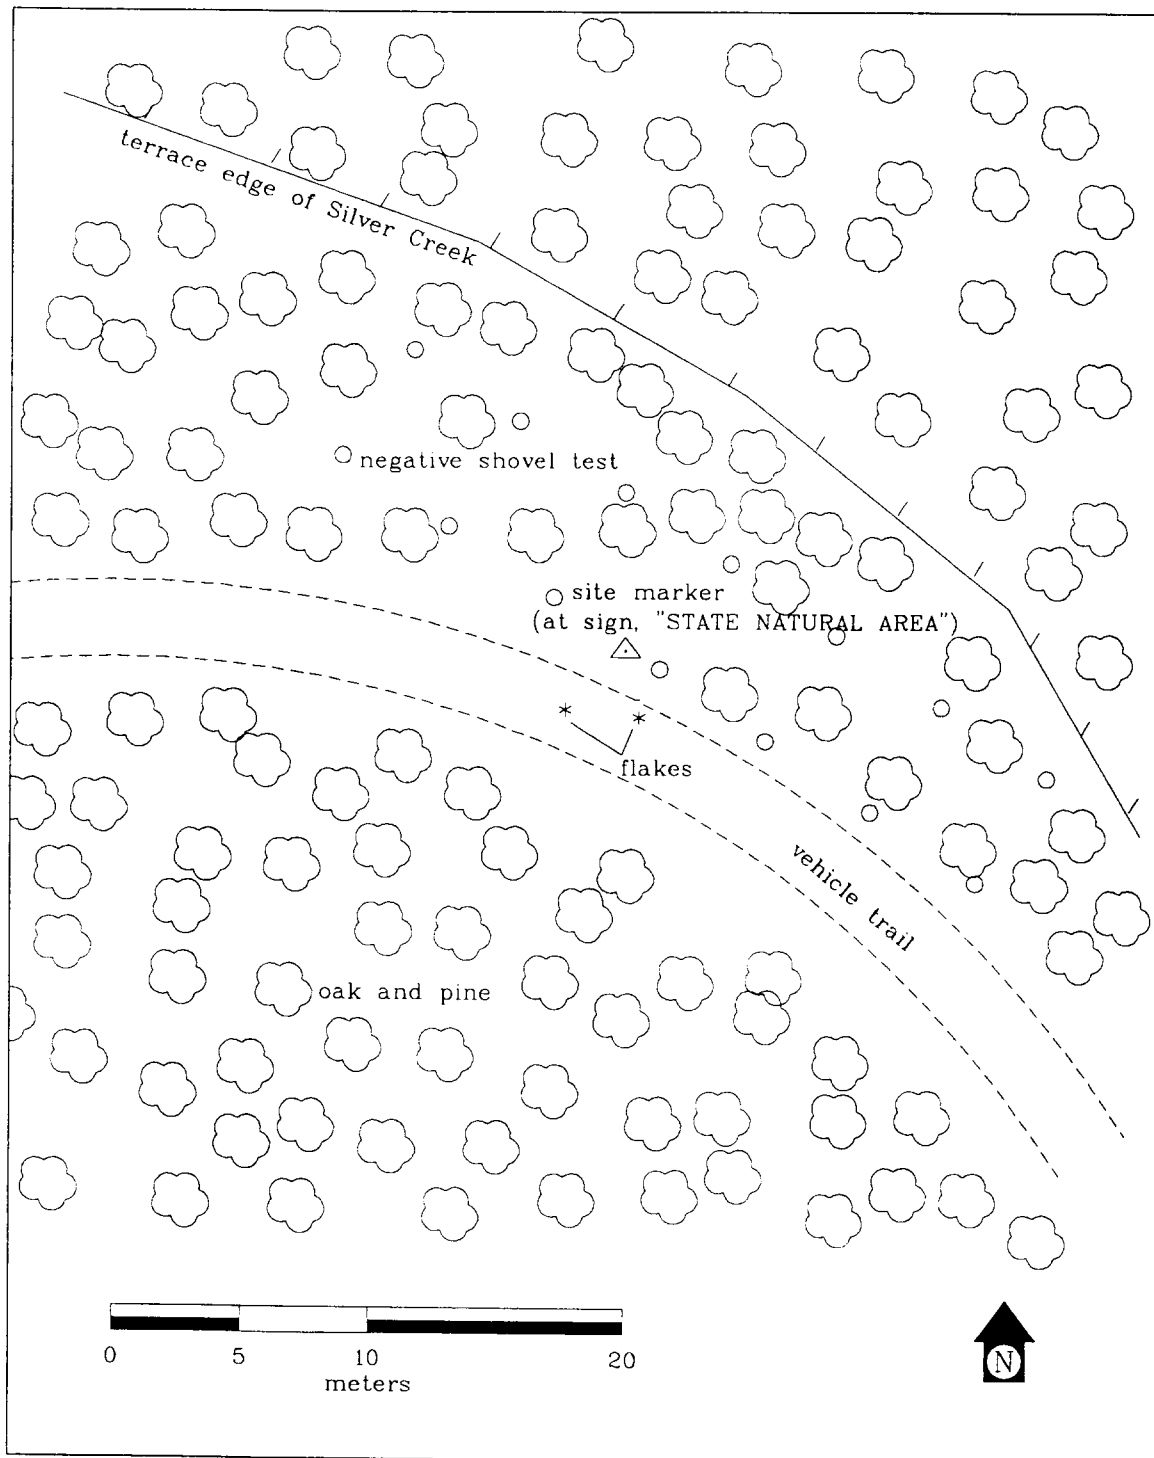 terrace edge of Silver Creek
negative shovel test
site marker
(at sign, "STATE NATURAL AREA")
flakes
vehicle trail
oak and pine
0 5 10 20
meters
N